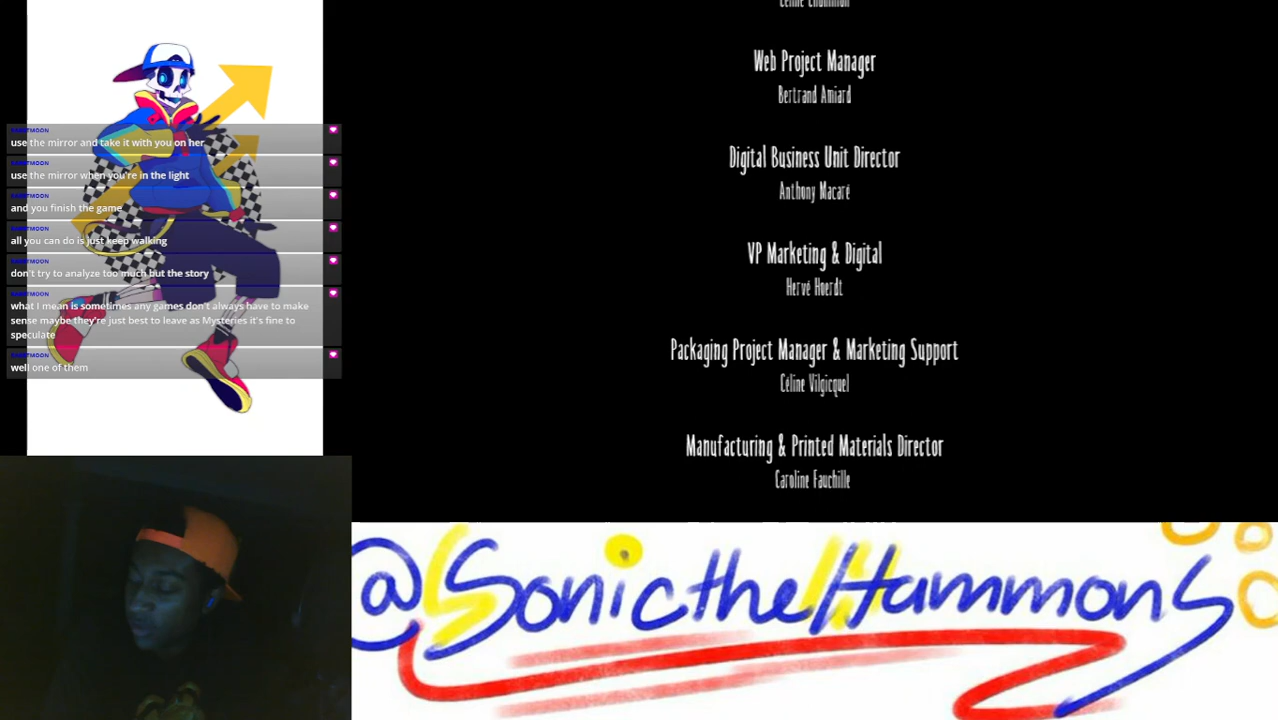 use the mirror and take it with you on her
use the mirror when you're in the light
and you finish the game
all you can do is just keep walking
don't try to analyze too much but the story
what I mean is sometimes any games don't always have to make
sense maybe they're just best to leave as Mysteries it's fine to
speculate
well one of them
Web Project Manager
Bertrand Amiard
Digital Business Unit Director
Anthony Macaré
VP Marketing & Digital
Hervé Hoerdt
Packaging Project Manager & Marketing Support
Céline Vilgicquel
Manufacturing & Printed Materials Director
Caroline Fauchille
@SonictheHammons